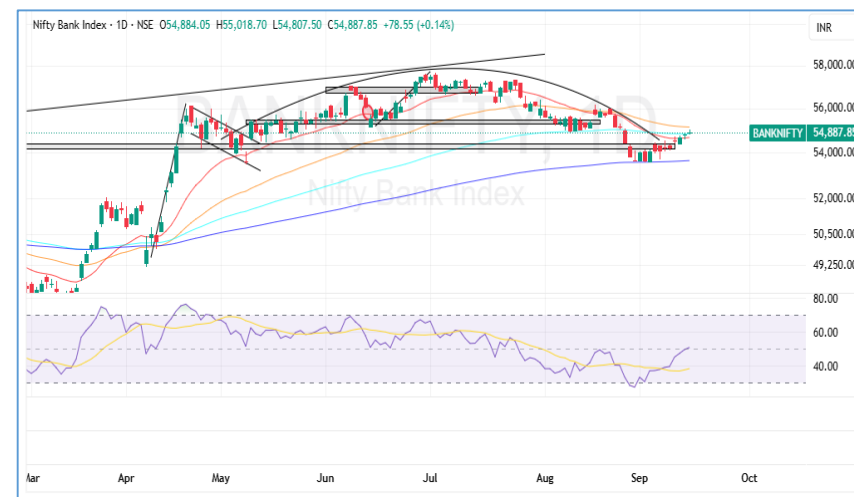 Nifty Bank Index · 1D · NSE O54,884.05 H55,018.70 L54,807.50 C54,887.85 +78.55 (+0.14%)
INR
58,000.00
56,000.00
BANKNIFTY, 1D
BANKNIFTY 54,887.85
54,000.00
Nifty Bank Index
52,000.00
50,500.00
49,250.00
80.00
60.00
40.00
Mar Apr May Jun Jul Aug Sep Oct